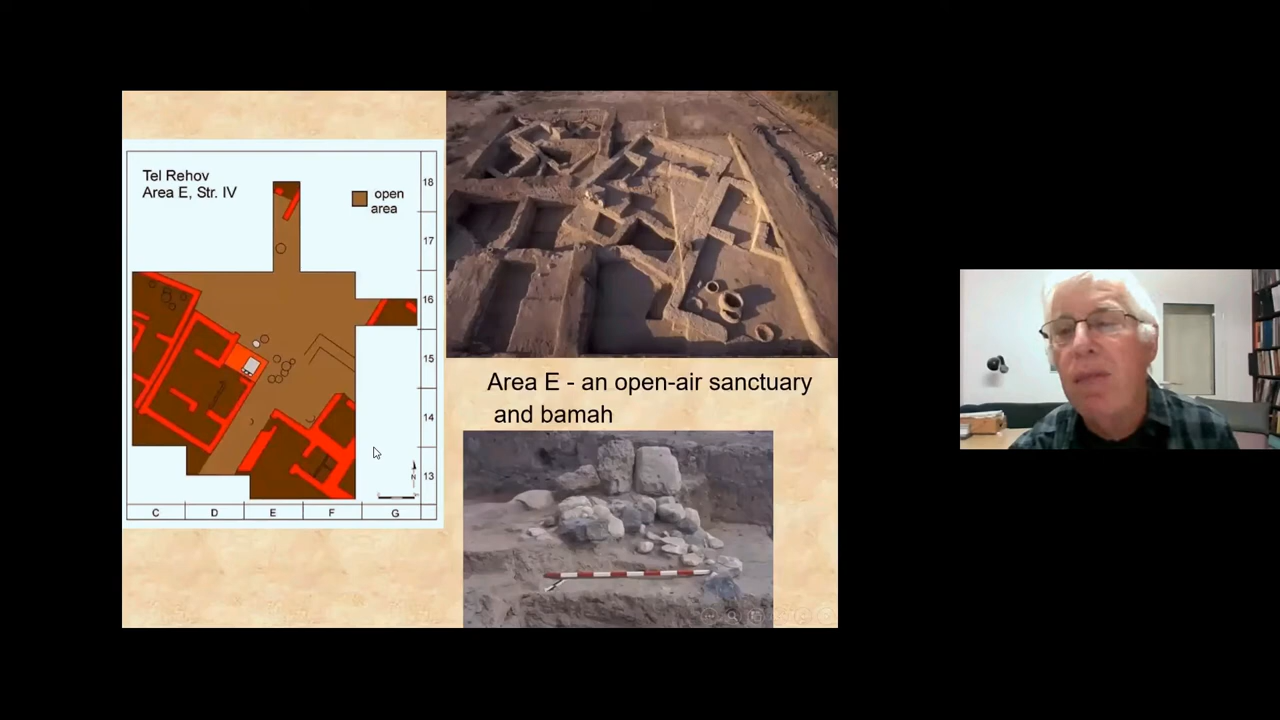 Tel Rehov
Area E, Str. IV
open
area
18
17
16
15
14
13
N
C
D
E
F
G
Area E - an open-air sanctuary
and bamah